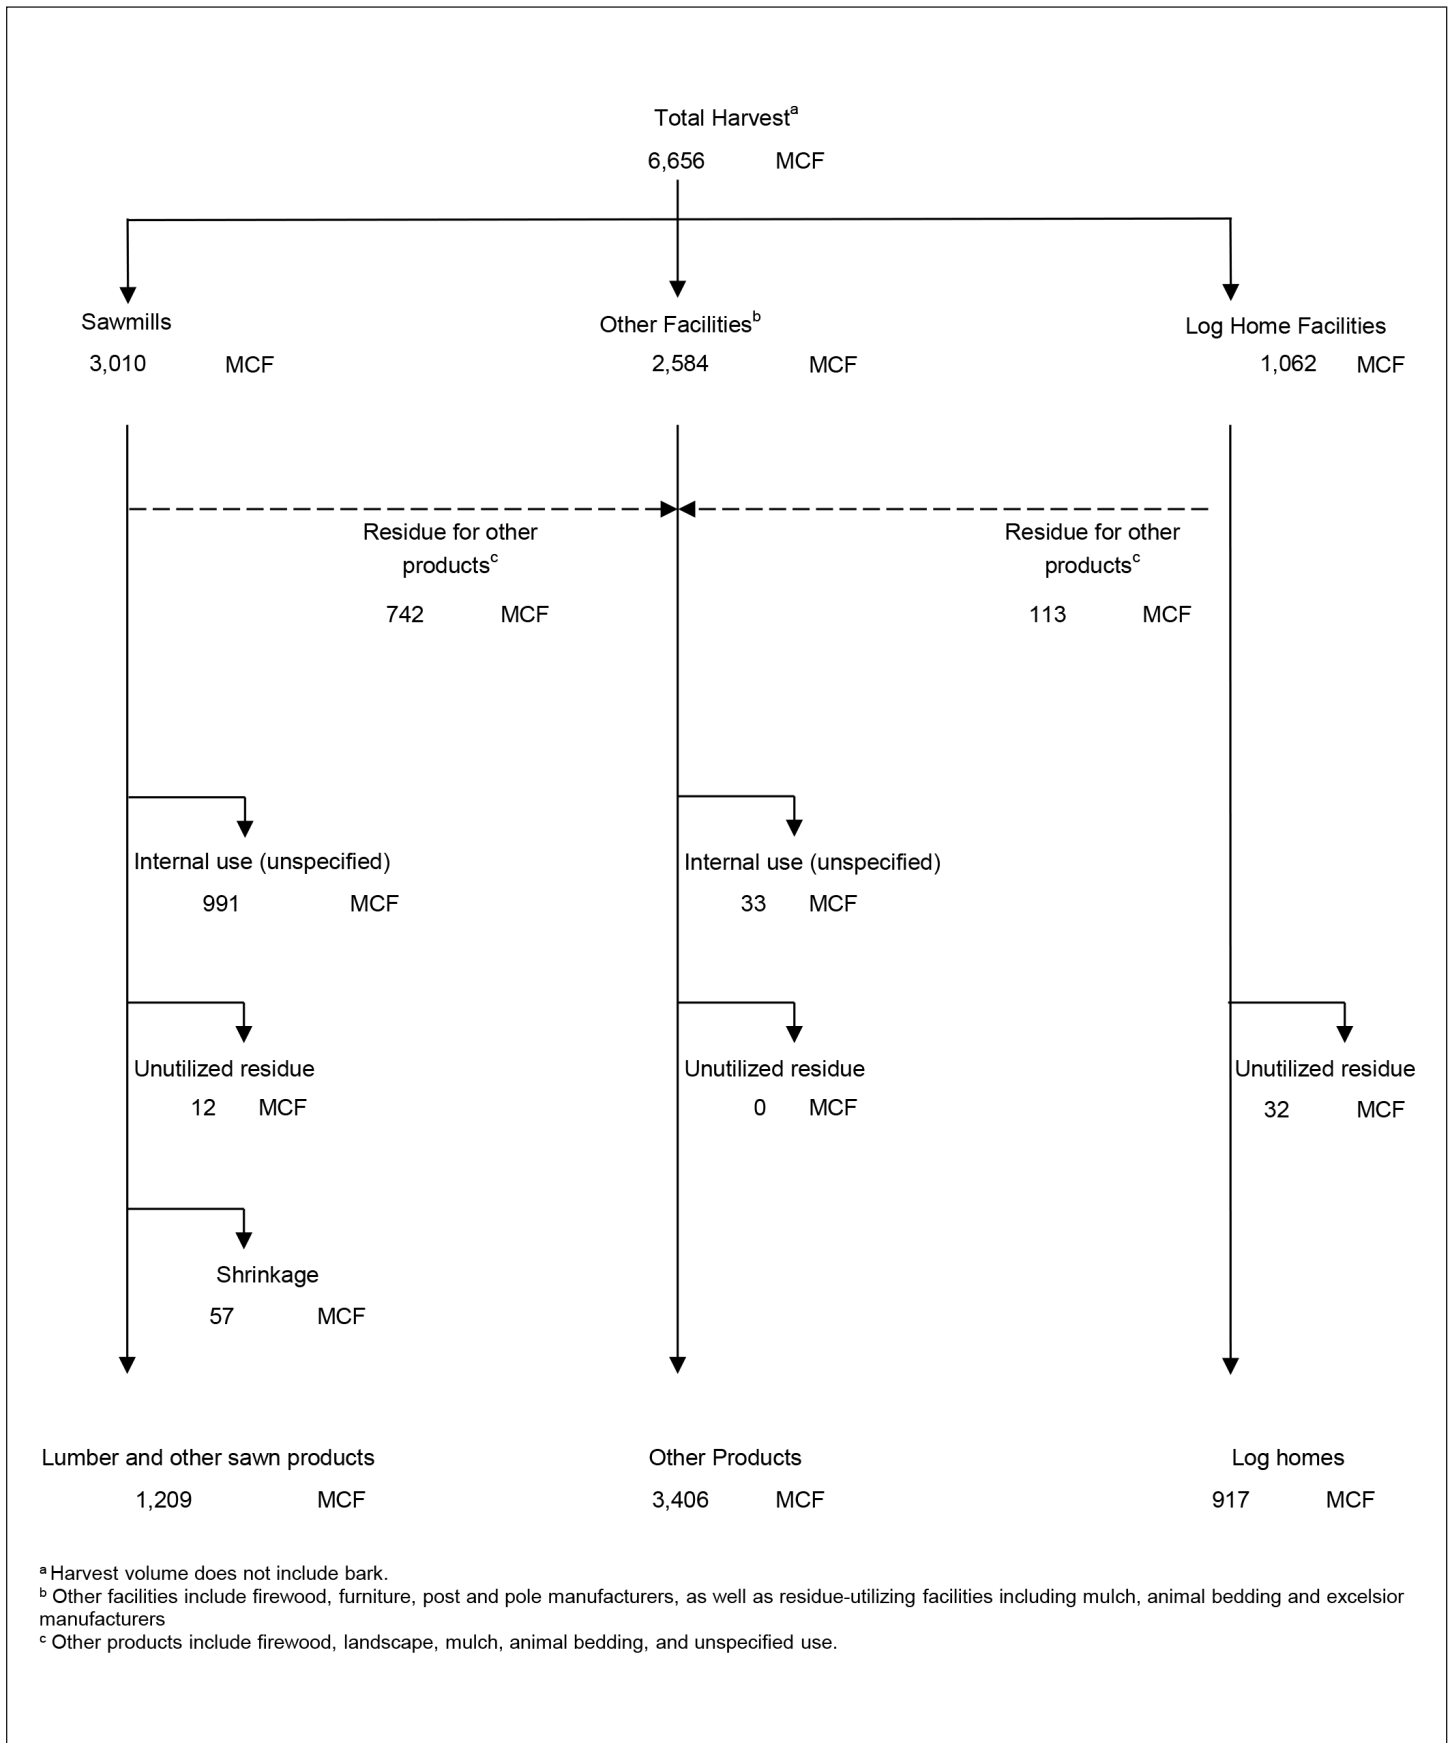 Total Harvestᵃ
6,656 MCF
Sawmills
3,010 MCF
Other Facilitiesᵇ
2,584 MCF
Log Home Facilities
1,062 MCF
Residue for other
productsᶜ
742 MCF
Residue for other
productsᶜ
113 MCF
Internal use (unspecified)
991 MCF
Internal use (unspecified)
33 MCF
Unutilized residue
12 MCF
Unutilized residue
0 MCF
Unutilized residue
32 MCF
Shrinkage
57 MCF
Lumber and other sawn products
1,209 MCF
Other Products
3,406 MCF
Log homes
917 MCF
ᵃ Harvest volume does not include bark.
ᵇ Other facilities include firewood, furniture, post and pole manufacturers, as well as residue-utilizing facilities including mulch, animal bedding and excelsior
manufacturers
ᶜ Other products include firewood, landscape, mulch, animal bedding, and unspecified use.